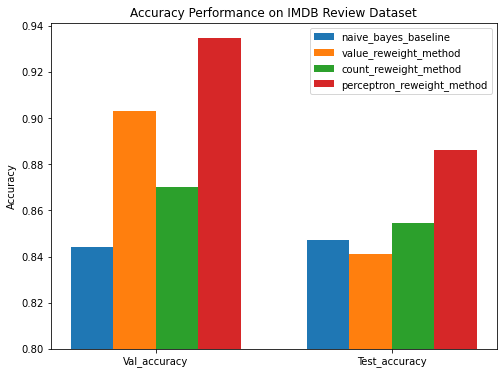 Accuracy Performance on IMDB Review Dataset
naive_bayes_baseline
value_reweight_method
count_reweight_method
perceptron_reweight_method
Accuracy
0.94
0.92
0.90
0.88
0.86
0.84
0.82
0.80
Val_accuracy
Test_accuracy